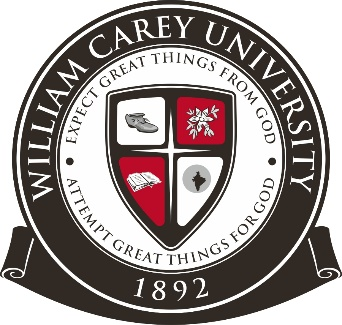 WILLIAM CAREY UNIVERSITY
EXPECT GREAT THINGS FROM GOD
ATTEMPT GREAT THINGS FOR GOD
1892